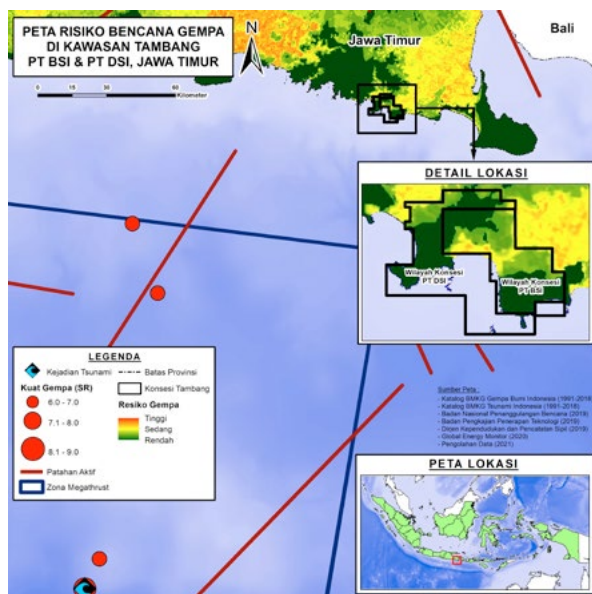 PETA RISIKO BENCANA GEMPA
DI KAWASAN TAMBANG
PT BSI & PT DSI, JAWA TIMUR
Jawa Timur
Bali
0 15 30 60
Kilometer
DETAIL LOKASI
Wilayah Konsesi
PT DSI
Wilayah Konsesi
PT BSI
LEGENDA
Kejadian Tsunami
Batas Provinsi
Kuat Gempa (SR)
Konsesi Tambang
6.0 - 7.0
Resiko Gempa
7.1 - 8.0
Tinggi
Sedang
Rendah
8.1 - 9.0
Patahan Aktif
Zona Megathrust
Sumber Peta :
- Katalog BMKG Gempa Bumi Indonesia (1991-2018)
- Katalog BMKG Tsunami Indonesia (1991-2018)
- Badan Nasional Penanggulangan Bencana (2019)
- Badan Pengkajian Penerapan Teknologi (2019)
- Dirjen Kependudukan dan Pencatatan Sipil (2019)
- Global Energy Monitor (2020)
- Pengolahan Data (2021)
PETA LOKASI